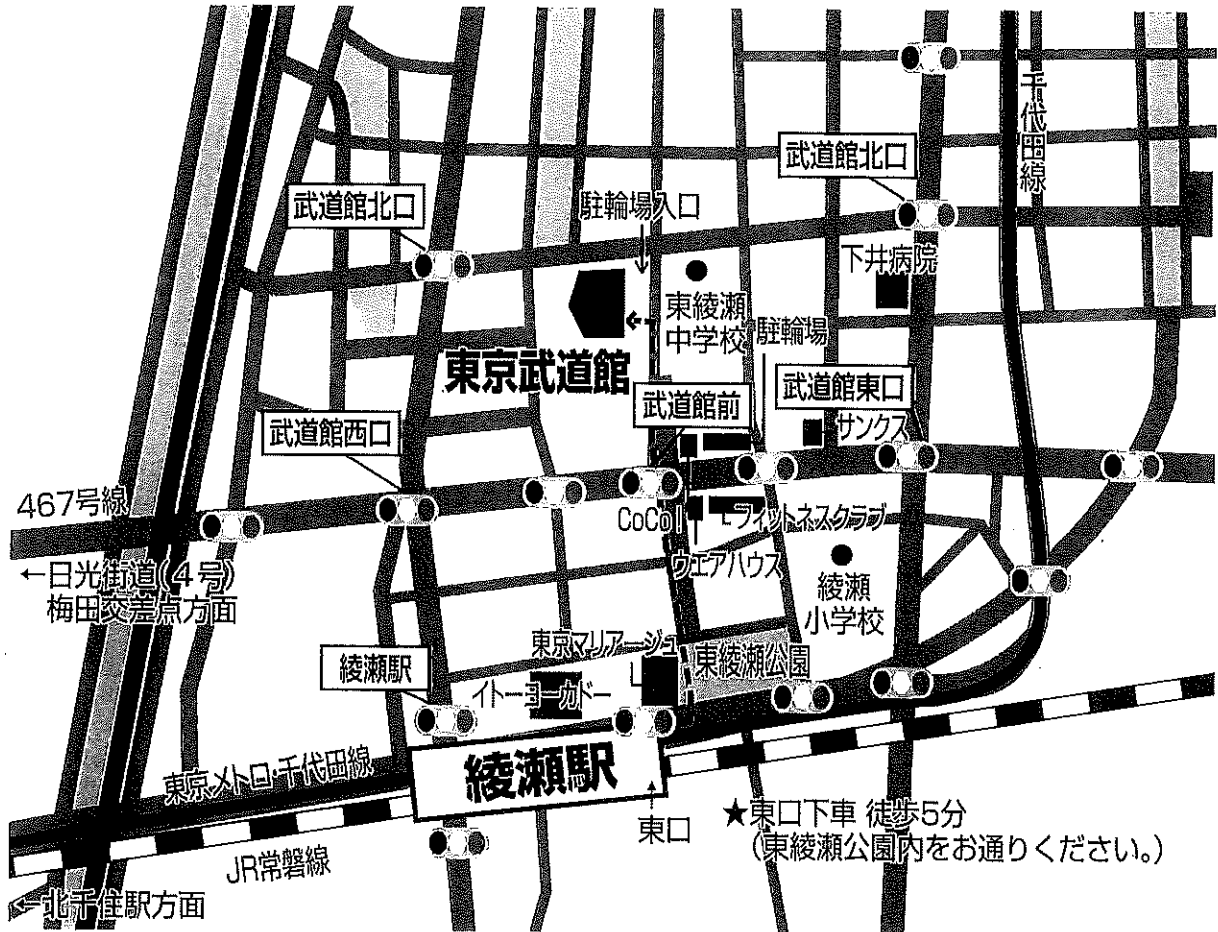 千代田線
武道館北口
武道館北口
駐輪場入口
下井病院
東綾瀬
中学校
駐輪場
東京武道館
武道館前
武道館東口
サンクス
武道館西口
467号線
CoCo1
フィットネスクラブ
ウエアハウス
←日光街道(4号)
梅田交差点方面
綾瀬
小学校
東京マリアージュ
東綾瀬公園
綾瀬駅
イトーヨーカドー
綾瀬駅
東京メトロ・千代田線
東口
★東口下車 徒歩5分
(東綾瀬公園内をお通りください。)
JR常磐線
←北千住駅方面